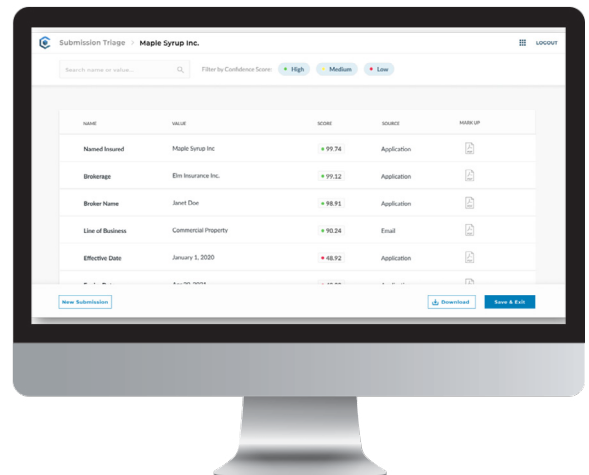 Submission Triage > Maple Syrup Inc.
LOGOUT
Search name or value...
Filter by Confidence Score: High Medium Low
NAME VALUE SCORE SOURCE MARK UP
Named Insured Maple Syrup Inc 99.74 Application
Brokerage Elm Insurance Inc. 99.12 Application
Broker Name Janet Doe 98.91 Application
Line of Business Commercial Property 90.24 Email
Effective Date January 1, 2020 48.92 Application
New Submission Download Save & Exit